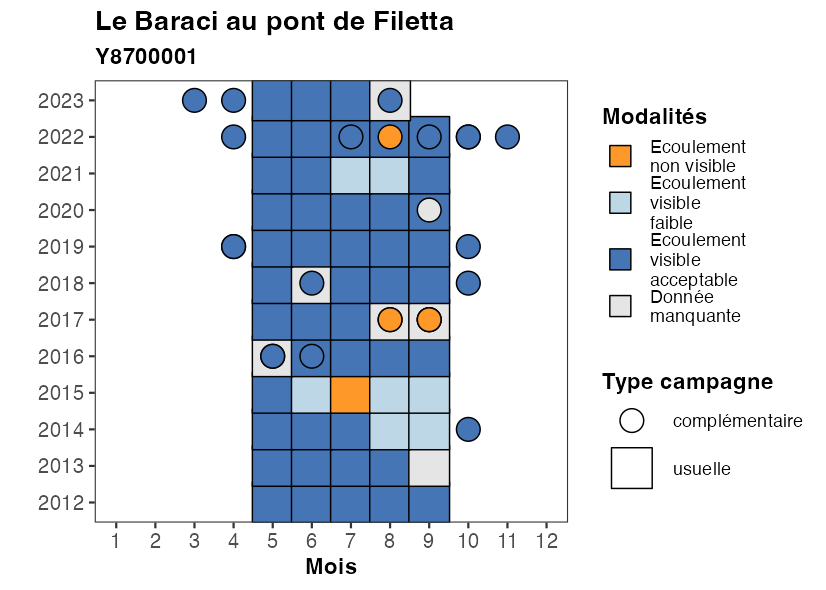 Le Baraci au pont de Filetta
Y8700001
2023
2022
2021
2020
2019
2018
2017
2016
2015
2014
2013
2012
1 2 3 4 5 6 7 8 9 10 11 12
Mois
Modalités
Ecoulement
non visible
Ecoulement
visible
faible
Ecoulement
visible
acceptable
Donnée
manquante
Type campagne
complémentaire
usuelle